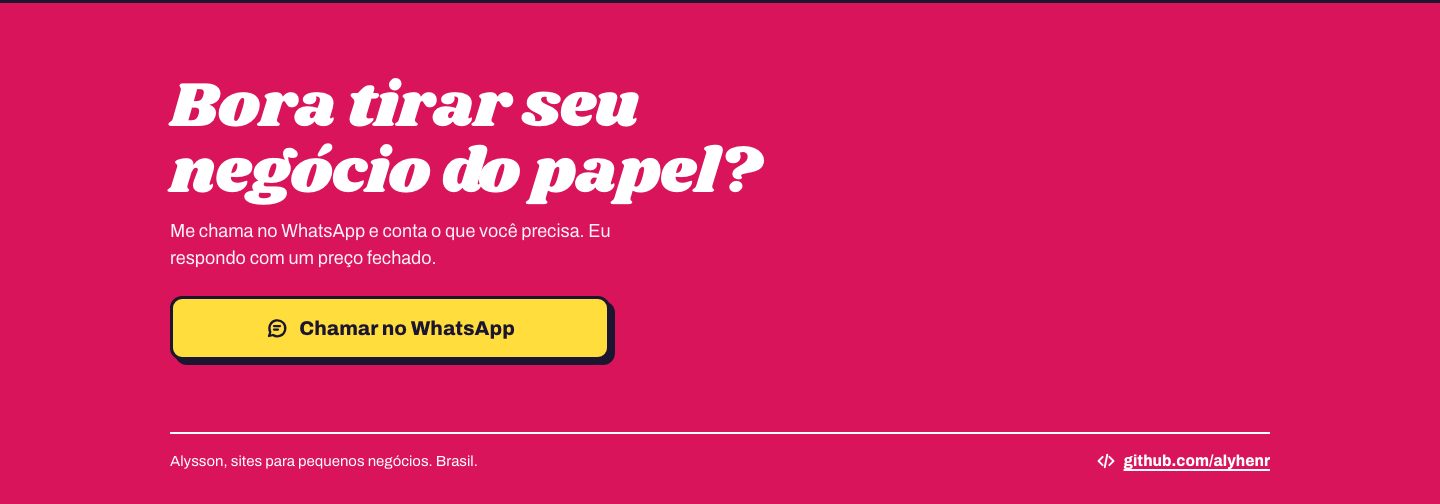 Bora tirar seu
negócio do papel?
Me chama no WhatsApp e conta o que você precisa. Eu
respondo com um preço fechado.
Chamar no WhatsApp
Alysson, sites para pequenos negócios. Brasil.
github.com/alyhenr